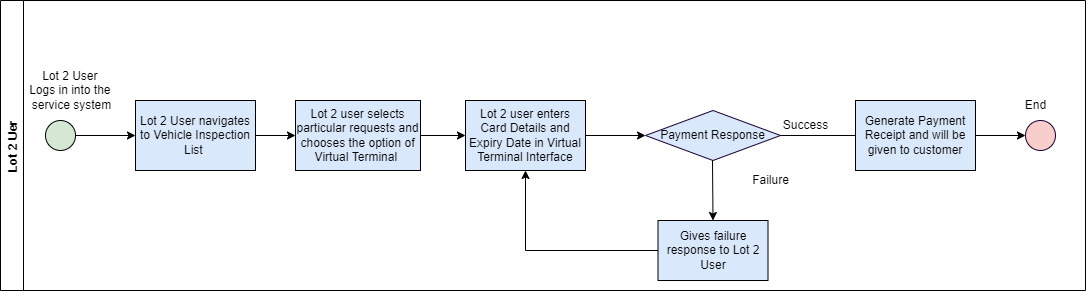 Lot 2 Uer
Lot 2 User
Logs in into the
service system
Lot 2 User navigates
to Vehicle Inspection
List
Lot 2 user selects
particular requests and
chooses the option of
Virtual Terminal
Lot 2 user enters
Card Details and
Expiry Date in Virtual
Terminal Interface
Payment Response
Success
Failure
Gives failure
response to Lot 2
User
Generate Payment
Receipt and will be
given to customer
End